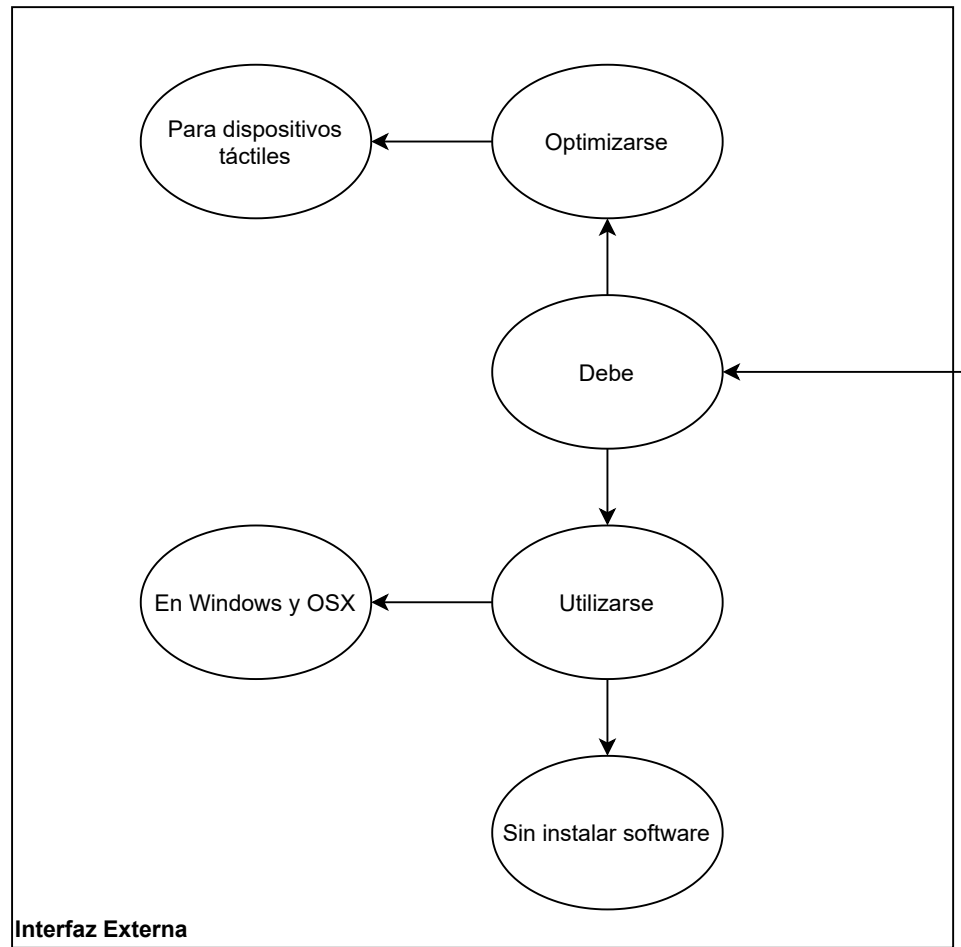 Para dispositivos
táctiles
Optimizarse
Debe
En Windows y OSX
Utilizarse
Sin instalar software
Interfaz Externa